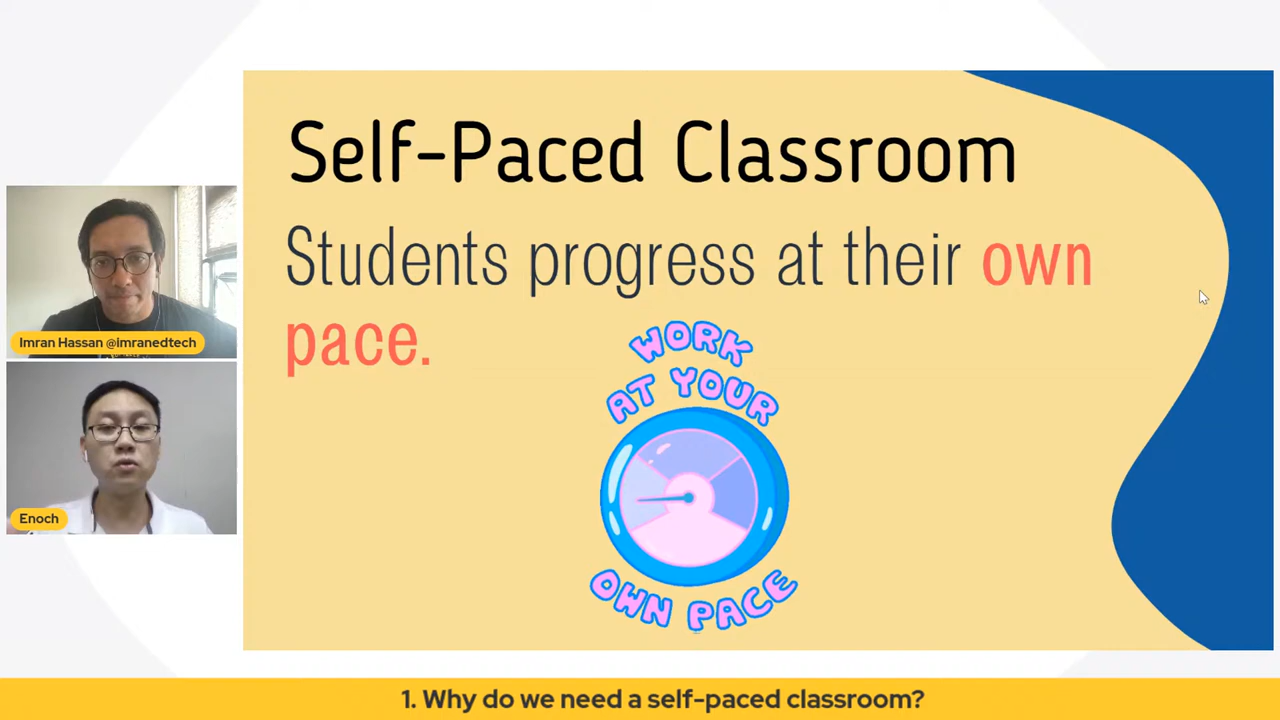 Self-Paced Classroom
Students progress at their own
pace.
WORK
AT YOUR
OWN PACE
Imran Hassan @Imranedtech
Enoch
1. Why do we need a self-paced classroom?